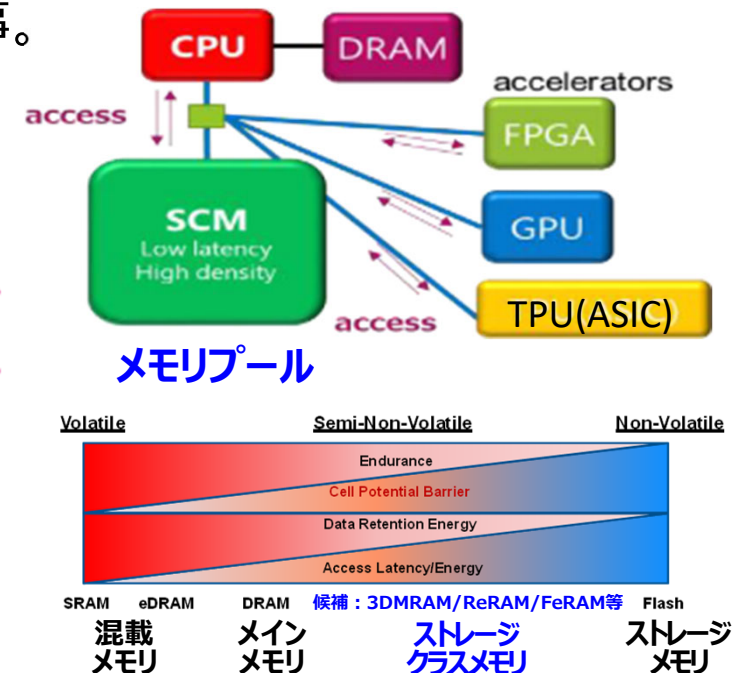 。
CPU
DRAM
accelerators
access
FPGA
SCM
Low latency
High density
GPU
access
TPU(ASIC)
メモリプール
Volatile
Semi-Non-Volatile
Non-Volatile
Endurance
Cell Potential Barrier
Data Retention Energy
Access Latency/Energy
SRAM eDRAM DRAM 候補:3DMRAM/ReRAM/FeRAM等 Flash
混載 メイン ストレージ ストレージ
メモリ メモリ クラスメモリ メモリ